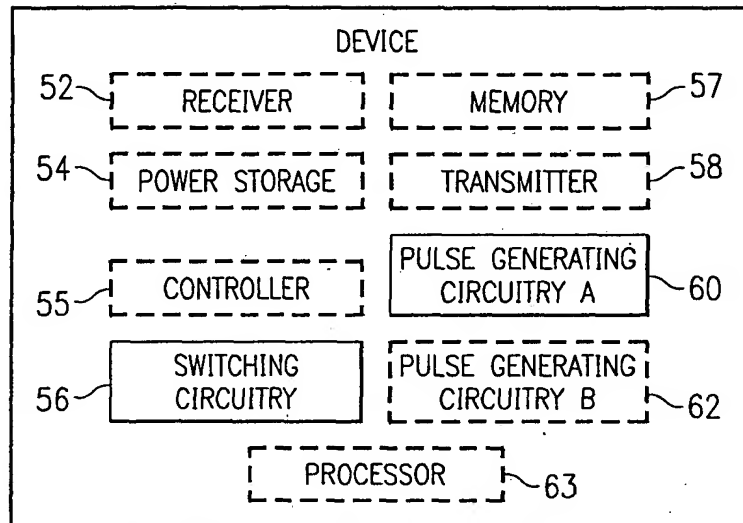 DEVICE
52 RECEIVER MEMORY 57
54 POWER STORAGE TRANSMITTER 58
55 CONTROLLER PULSE GENERATING CIRCUITRY A 60
56 SWITCHING CIRCUITRY PULSE GENERATING CIRCUITRY B 62
PROCESSOR 63